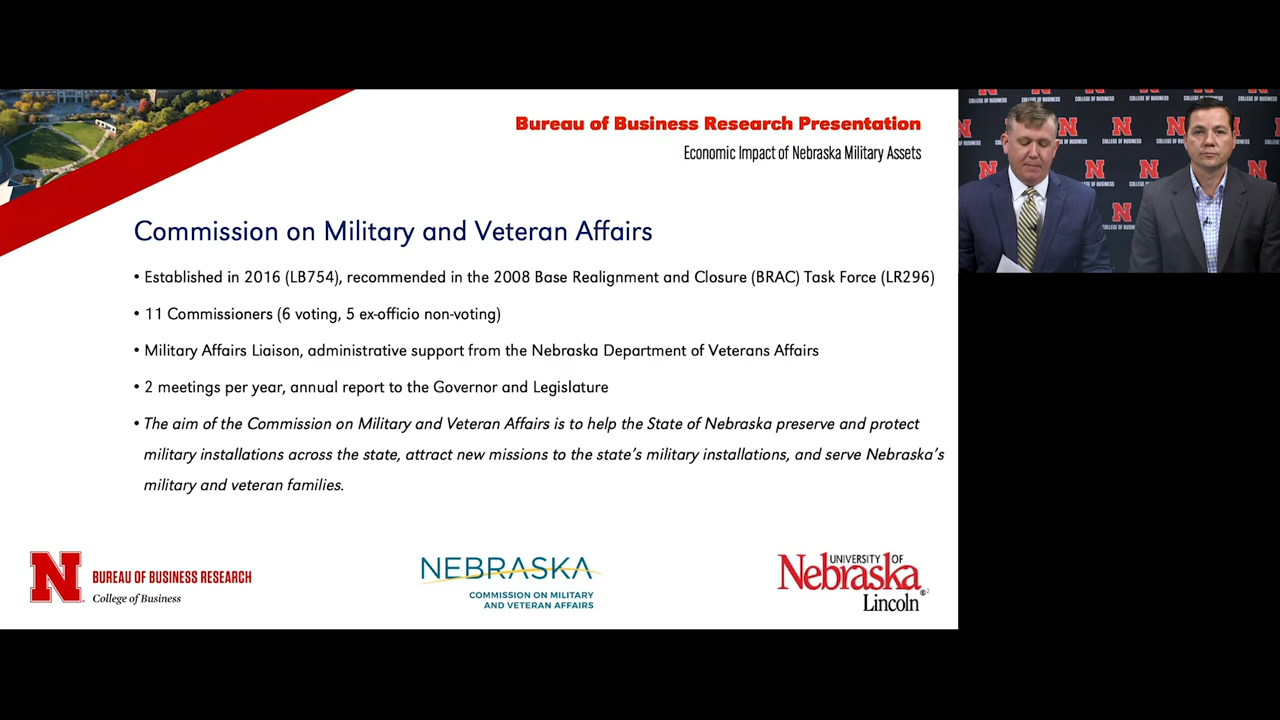 Bureau of Business Research Presentation
Economic Impact of Nebraska Military Assets
Commission on Military and Veteran Affairs
• Established in 2016 (LB754), recommended in the 2008 Base Realignment and Closure (BRAC) Task Force (LR296)
• 11 Commissioners (6 voting, 5 ex-officio non-voting)
• Military Affairs Liaison, administrative support from the Nebraska Department of Veterans Affairs
• 2 meetings per year, annual report to the Governor and Legislature
• The aim of the Commission on Military and Veteran Affairs is to help the State of Nebraska preserve and protect
military installations across the state, attract new missions to the state's military installations, and serve Nebraska's
military and veteran families.
N
BUREAU OF BUSINESS RESEARCH
College of Business
NEBRASKA
COMMISSION ON MILITARY
AND VETERAN AFFAIRS
UNIVERSITY OF
Nebraska
Lincoln
N
COLLEGE OF BUSINESS